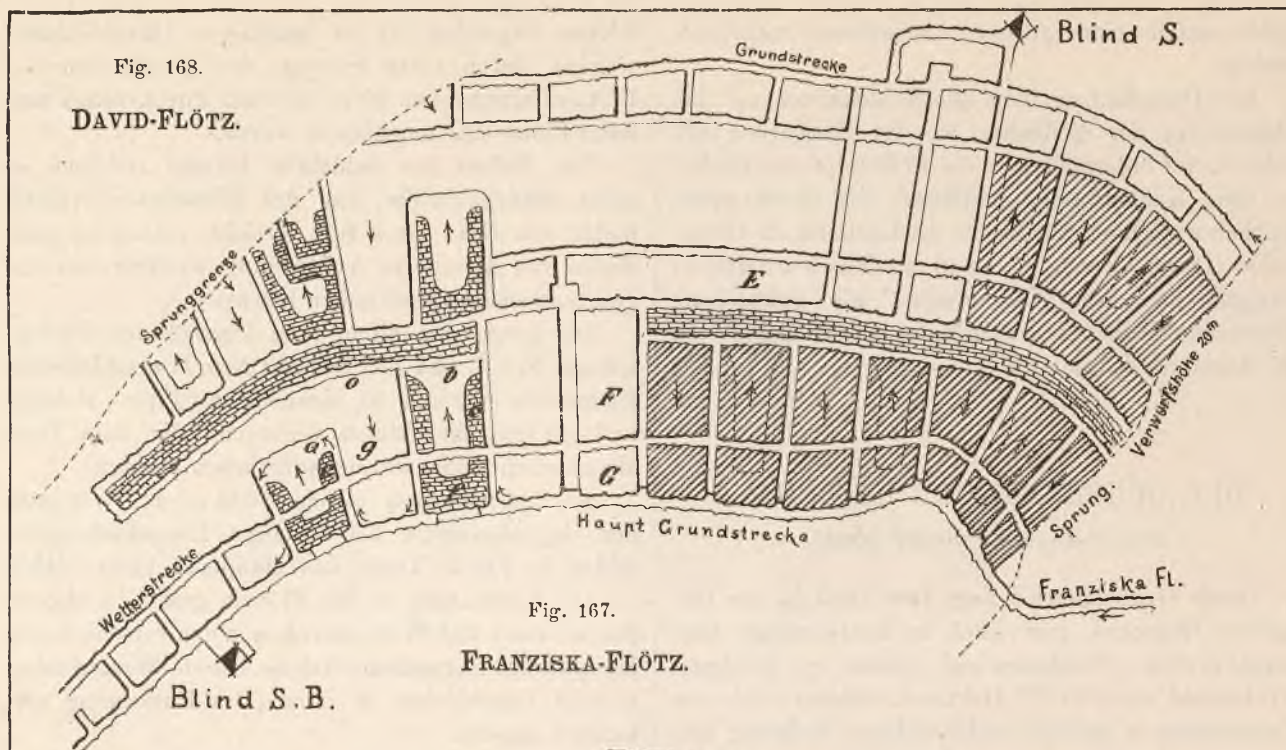 Fig. 168.
DAVID-FLÖTZ.
Grundstrecke
Blind S.
Sprunggrenze
E
Verwurfshöhe 20 m
o
b
F
a
g
c
G
Sprung
Haupt Grundstrecke
Franziska Fl.
Wetterstrecke
Fig. 167.
FRANZISKA-FLÖTZ.
Blind S.B.